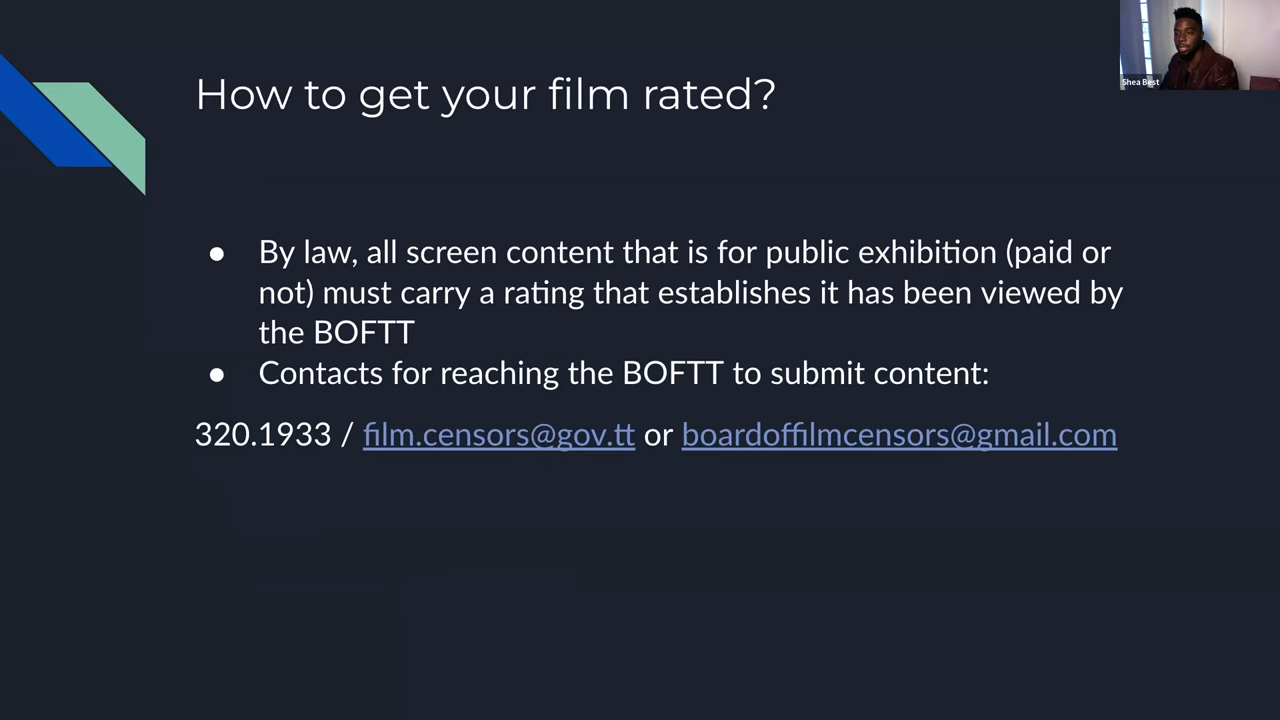 How to get your film rated?
Shea Best
● By law, all screen content that is for public exhibition (paid or
not) must carry a rating that establishes it has been viewed by
the BOFTT
● Contacts for reaching the BOFTT to submit content:
320.1933 / film.censors@gov.tt or boardoffilmcensors@gmail.com